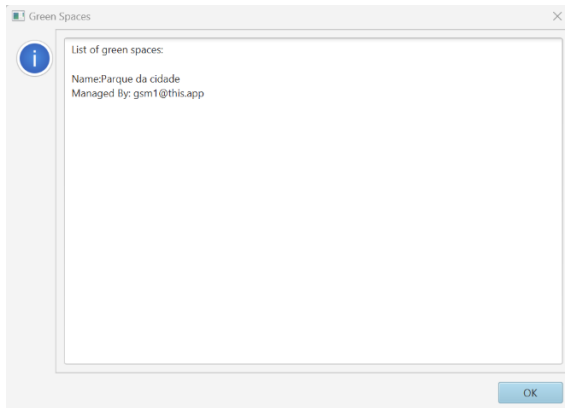 Green Spaces
List of green spaces:
Name:Parque da cidade
Managed By: gsm1@this.app
OK